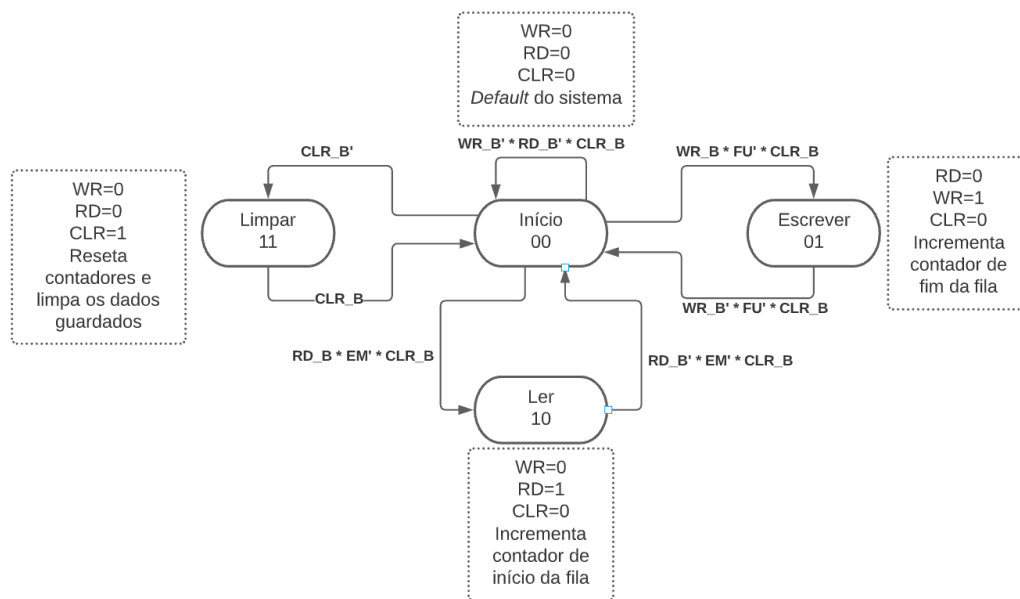 WR=0
RD=0
CLR=0
Default do sistema
CLR_B'
WR_B' * RD_B' * CLR_B
WR_B * FU' * CLR_B
WR=0
RD=0
CLR=1
Reseta
contadores e
limpa os dados
guardados
Limpar
11
Início
00
Escrever
01
RD=0
WR=1
CLR=0
Incrementa
contador de
fim da fila
CLR_B
WR_B' * FU' * CLR_B
RD_B * EM' * CLR_B
RD_B' * EM' * CLR_B
Ler
10
WR=0
RD=1
CLR=0
Incrementa
contador de
início da fila